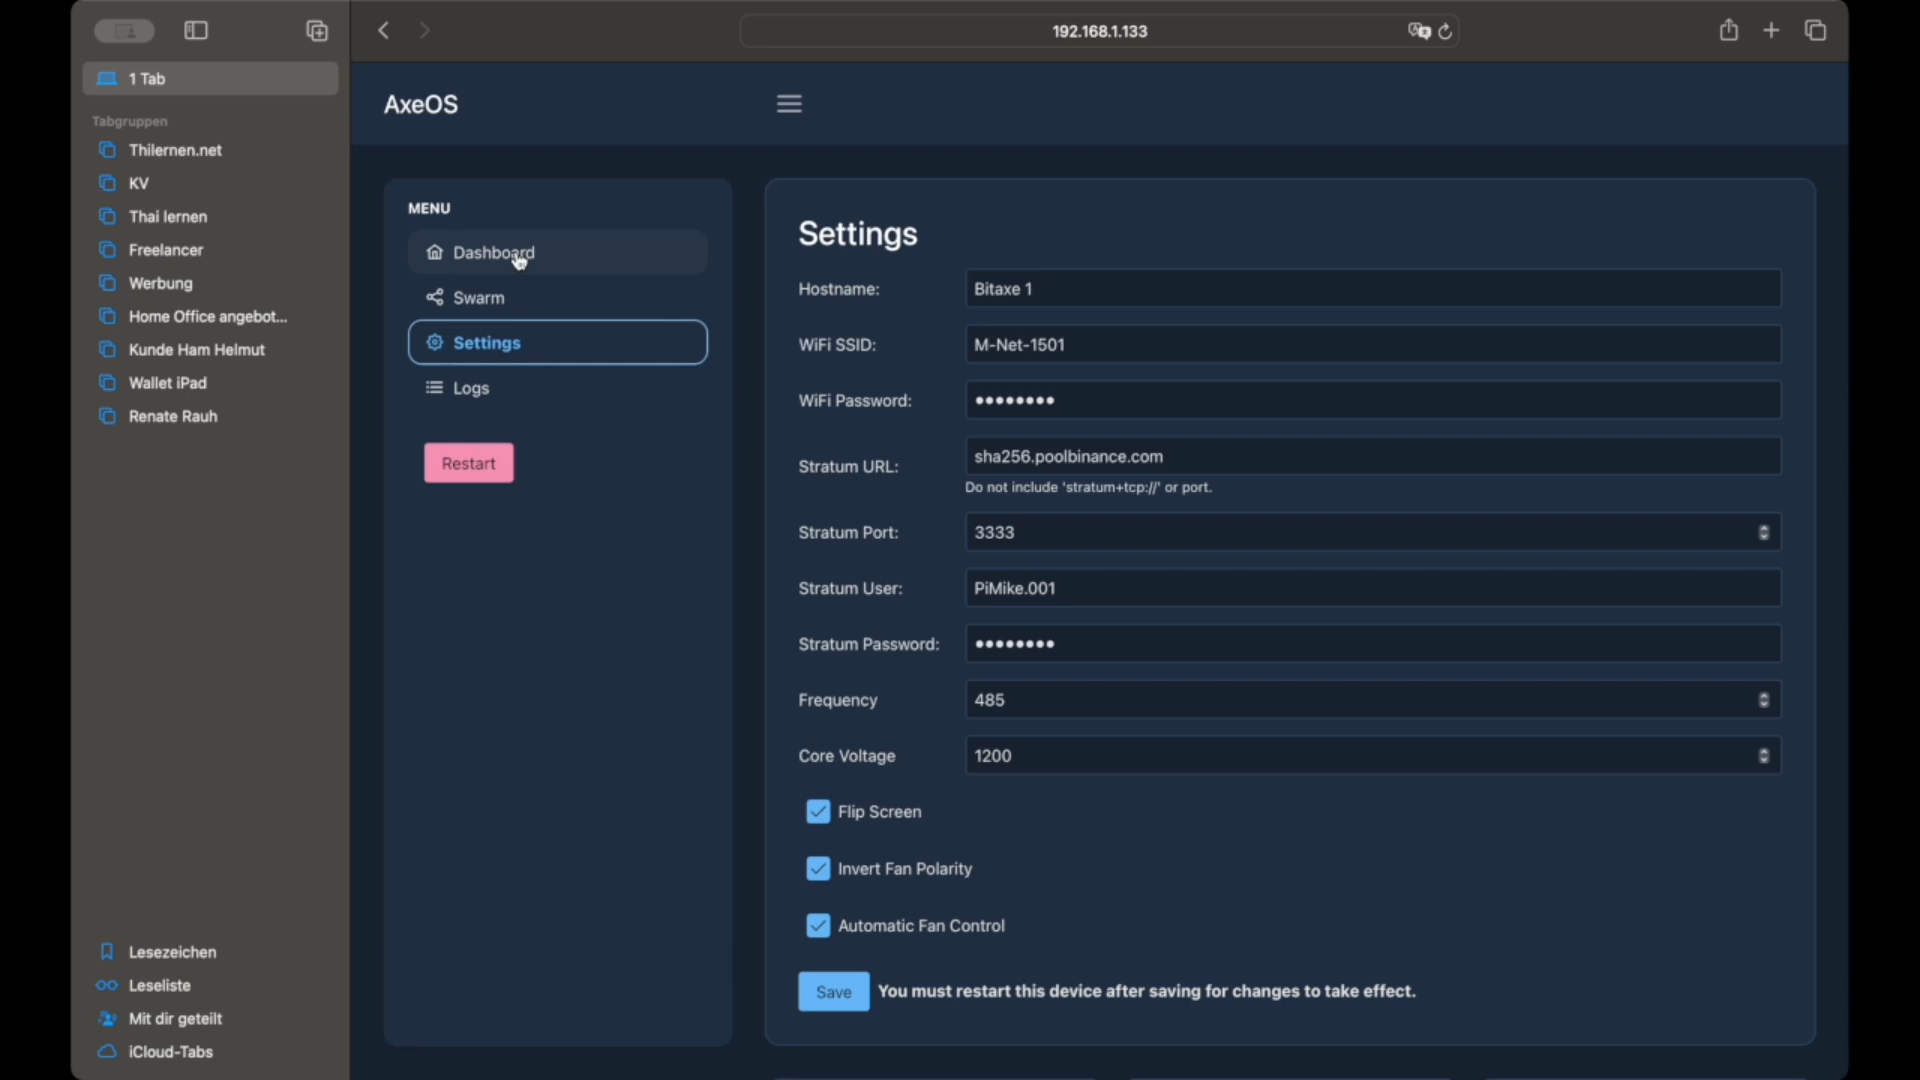 192.168.1.133
1 Tab
Tabgruppen
Thilernen.net
KV
Thai lernen
Freelancer
Werbung
Home Office angebot...
Kunde Ham Helmut
Wallet iPad
Renate Rauh
Lesezeichen
Leseliste
Mit dir geteilt
iCloud-Tabs
AxeOS
MENU
Dashboard
Swarm
Settings
Logs
Restart
Settings
Hostname: Bitaxe 1
WiFi SSID: M-Net-1501
WiFi Password: ••••••••
Stratum URL: sha256.poolbinance.com
Do not include 'stratum+tcp://' or port.
Stratum Port: 3333
Stratum User: PiMike.001
Stratum Password: ••••••••
Frequency 485
Core Voltage 1200
Flip Screen
Invert Fan Polarity
Automatic Fan Control
Save You must restart this device after saving for changes to take effect.